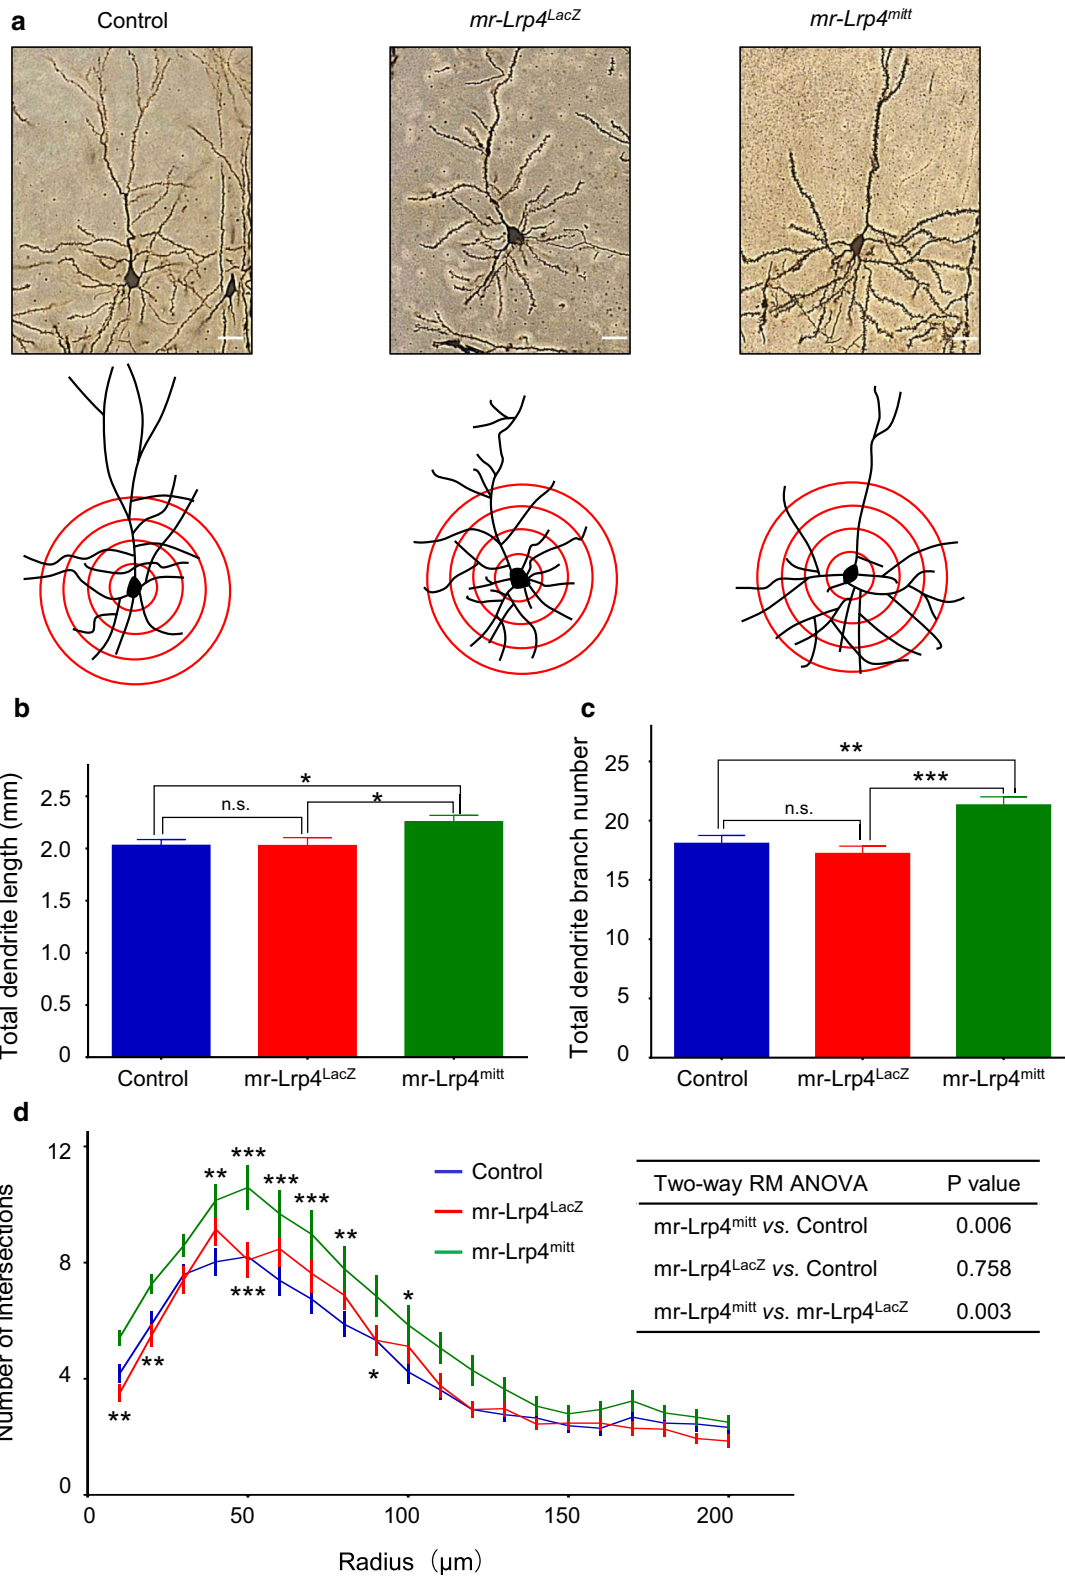 a
Control
mr-Lrp4LacZ
mr-Lrp4mitt
b
Total dendrite length (mm)
2.5
2.0
1.5
1.0
0.5
0
*
n.s.
*
Control
mr-Lrp4LacZ
mr-Lrp4mitt
c
Total dendrite branch number
25
20
15
10
5
0
**
***
n.s.
Control
mr-Lrp4LacZ
mr-Lrp4mitt
d
Number of intersections
12
8
4
0
***
**
***
***
**
*
***
**
**
*
Control
mr-Lrp4LacZ
mr-Lrp4mitt
0
50
100
150
200
Radius (μm)
Two-way RM ANOVA P value
mr-Lrp4mitt vs. Control 0.006
mr-Lrp4LacZ vs. Control 0.758
mr-Lrp4mitt vs. mr-Lrp4LacZ 0.003